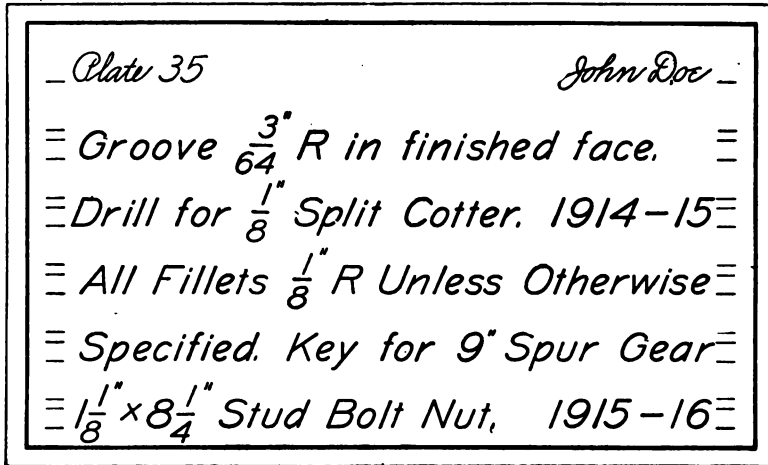 Plate 35 John Doe
Groove 3/64" R in finished face.
Drill for 1/8" Split Cotter. 1914-15
All Fillets 1/8" R Unless Otherwise
Specified. Key for 9" Spur Gear
1 1/8" × 8 1/4" Stud Bolt Nut, 1915-16